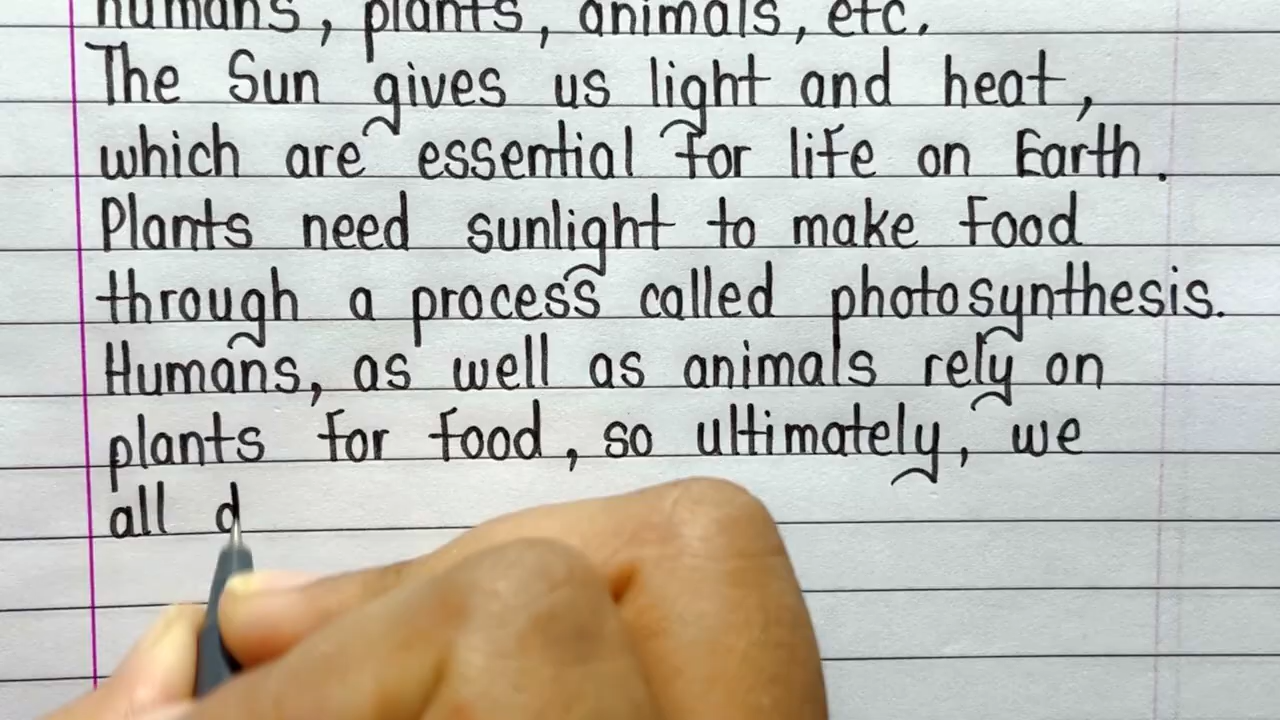 humans, plants, animals, etc.
The Sun gives us light and heat,
which are essential for life on Earth.
Plants need sunlight to make food
through a process called photosynthesis.
Humans, as well as animals rely on
plants for food, so ultimately, we
all d